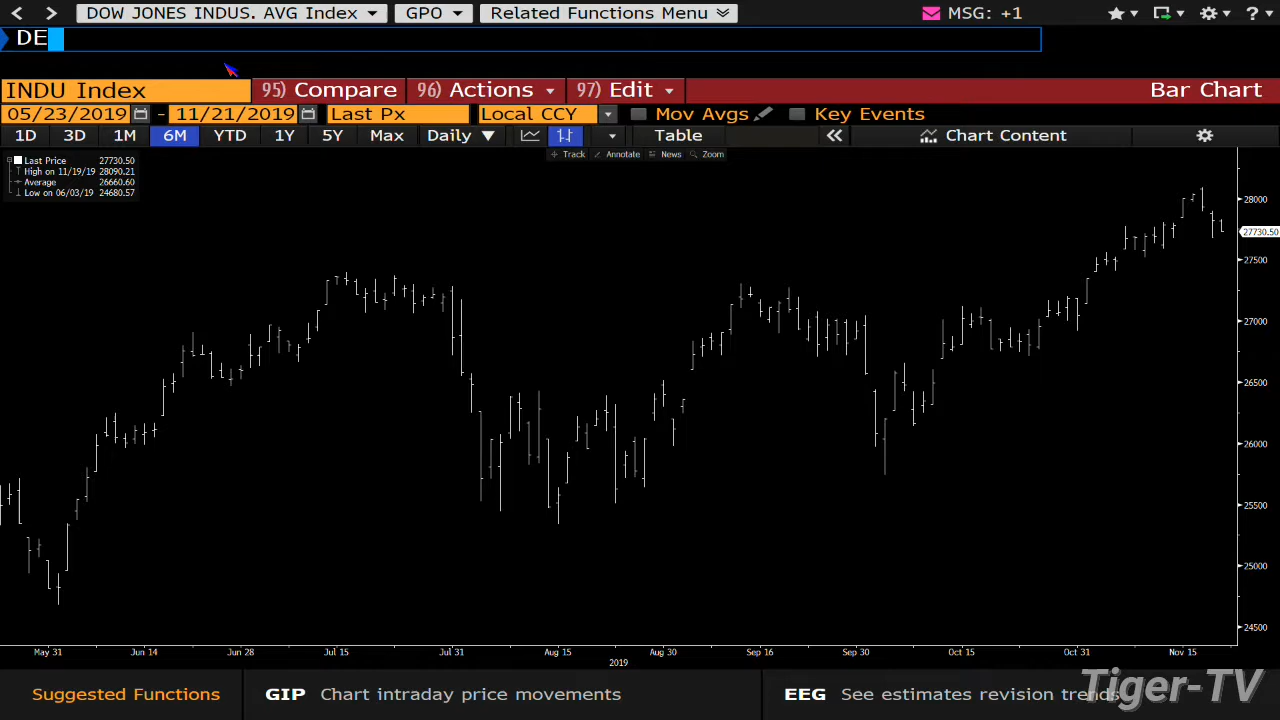 DOW JONES INDUS. AVG Index GPO Related Functions Menu MSG: +1 ?
DE
INDU Index 95) Compare 96) Actions 97) Edit Bar Chart
05/23/2019 - 11/21/2019 Last Px Local CCY Mov Avgs Key Events
1D 3D 1M 6M YTD 1Y 5Y Max Daily ▼ Table Chart Content
Track Annotate News Zoom
Last Price 27730.50
High on 11/19/19 28090.21
Average 26660.60
Low on 06/03/19 24680.57
28000
27730.50
27500
27000
26500
26000
25500
25000
24500
May 31 Jun 14 Jun 28 Jul 15 Jul 31 Aug 15 Aug 30 Sep 16 Sep 30 Oct 15 Oct 31 Nov 15
2019
Suggested Functions GIP Chart intraday price movements EEG See estimates revision trends
Tiger-TV